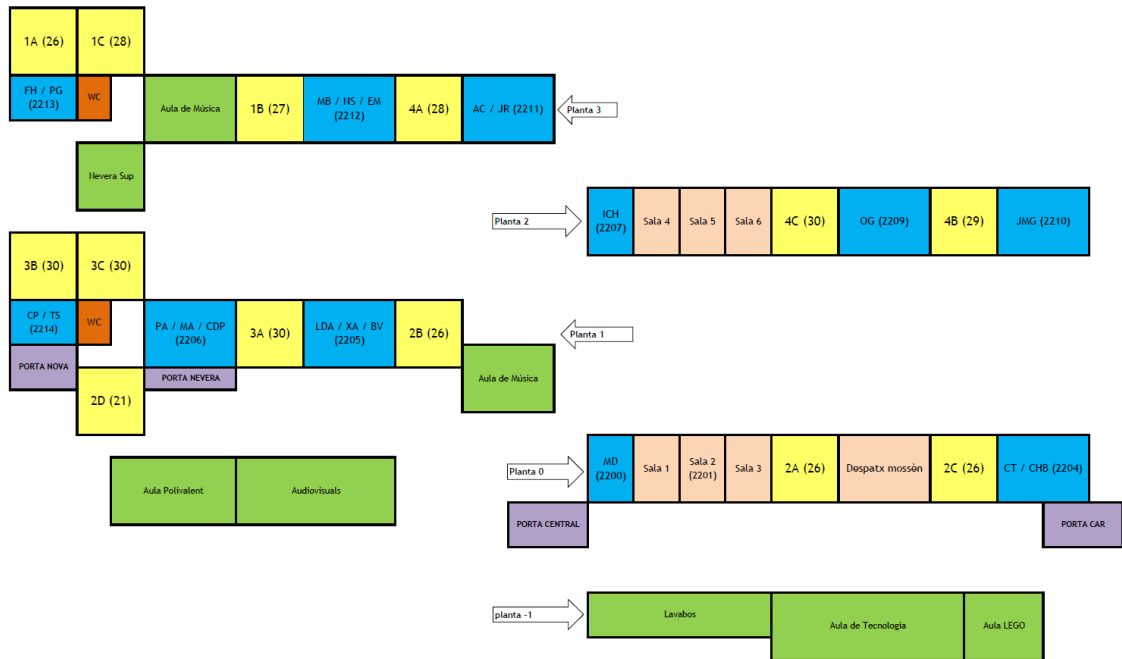 1A (26)
1C (28)
FH / PG
(2213)
WC
Aula de Música
1B (27)
MB / NS / EM
(2212)
4A (28)
AC / JR (2211)
Planta 3
Nevera Sup
Planta 2
ICH
(2207)
Sala 4
Sala 5
Sala 6
4C (30)
OG (2209)
4B (29)
JMG (2210)
3B (30)
3C (30)
CP / TS
(2214)
WC
PA / MA / CDP
(2206)
3A (30)
LDA / XA / BV
(2205)
2B (26)
Planta 1
PORTA NOVA
PORTA NEVERA
Aula de Música
2D (21)
Aula Polivalent
Audiovisuals
Planta 0
MD
(2200)
Sala 1
Sala 2
(2201)
Sala 3
2A (26)
Despatx mossèn
2C (26)
CT / CHB (2204)
PORTA CENTRAL
PORTA CAR
planta -1
Lavabos
Aula de Tecnologia
Aula LEGO